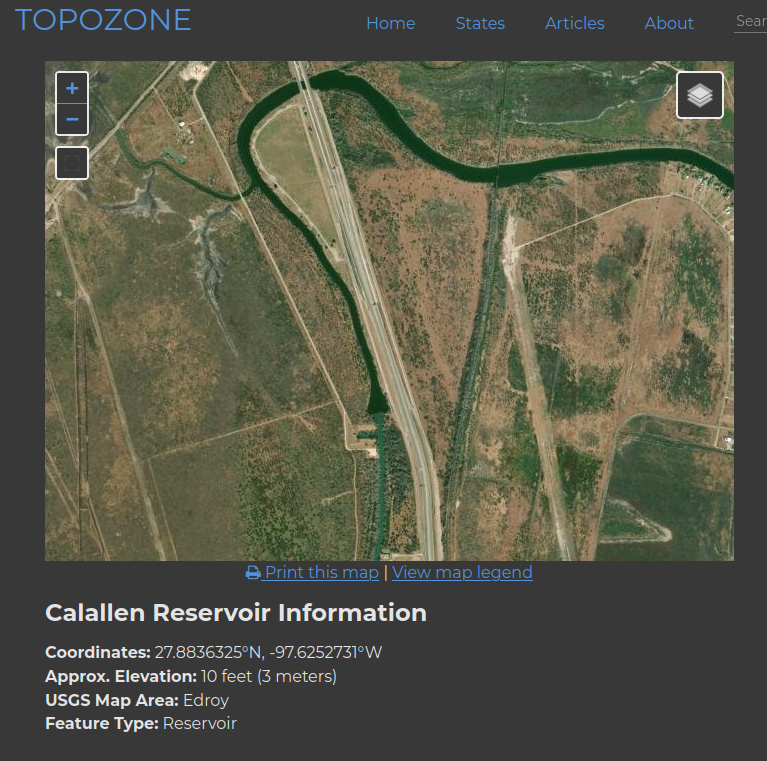 TOPOZONE
Home States Articles About Sear
+
−
Print this map | View map legend
Calallen Reservoir Information
Coordinates: 27.8836325°N, -97.6252731°W
Approx. Elevation: 10 feet (3 meters)
USGS Map Area: Edroy
Feature Type: Reservoir